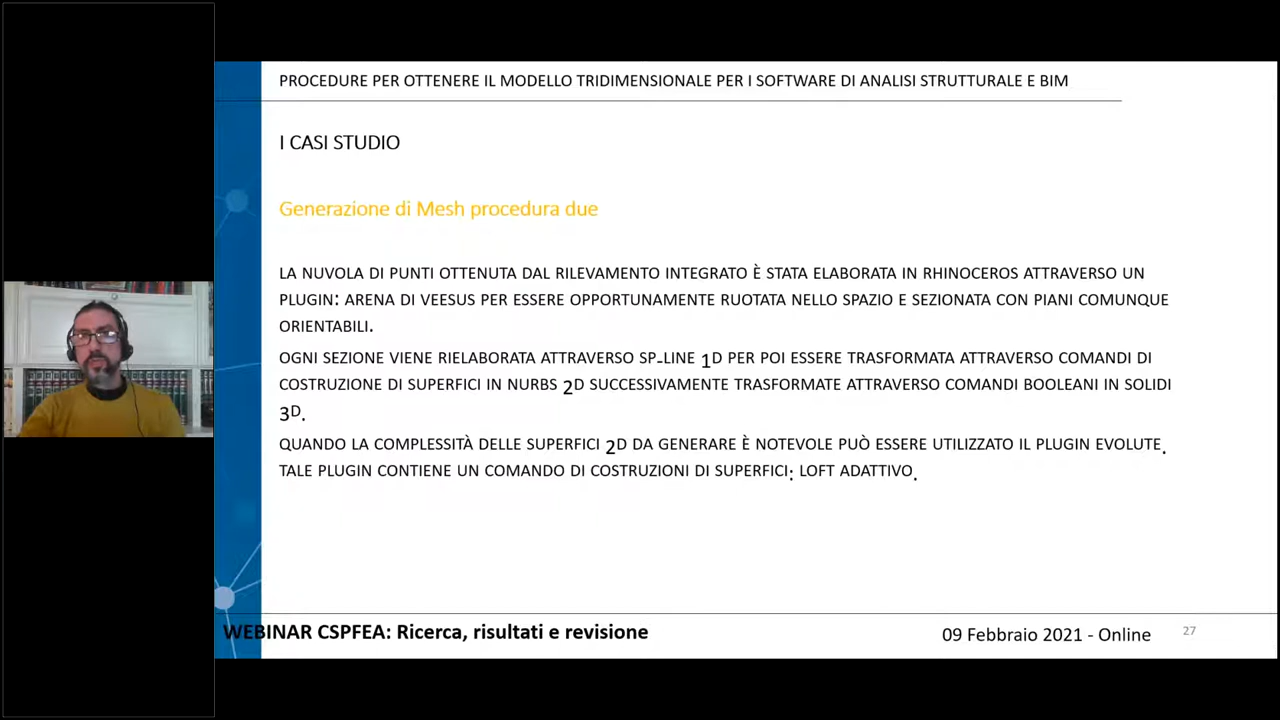 PROCEDURE PER OTTENERE IL MODELLO TRIDIMENSIONALE PER I SOFTWARE DI ANALISI STRUTTURALE E BIM
I CASI STUDIO
Generazione di Mesh procedura due
LA NUVOLA DI PUNTI OTTENUTA DAL RILEVAMENTO INTEGRATO È STATA ELABORATA IN RHINOCEROS ATTRAVERSO UN
PLUGIN: ARENA DI VEESUS PER ESSERE OPPORTUNAMENTE RUOTATA NELLO SPAZIO E SEZIONATA CON PIANI COMUNQUE
ORIENTABILI.
OGNI SEZIONE VIENE RIELABORATA ATTRAVERSO SP-LINE 1D PER POI ESSERE TRASFORMATA ATTRAVERSO COMANDI DI
COSTRUZIONE DI SUPERFICI IN NURBS 2D SUCCESSIVAMENTE TRASFORMATE ATTRAVERSO COMANDI BOOLEANI IN SOLIDI
3D.
QUANDO LA COMPLESSITÀ DELLE SUPERFICI 2D DA GENERARE È NOTEVOLE PUÒ ESSERE UTILIZZATO IL PLUGIN EVOLUTE.
TALE PLUGIN CONTIENE UN COMANDO DI COSTRUZIONI DI SUPERFICI: LOFT ADATTIVO.
WEBINAR CSPFEA: Ricerca, risultati e revisione
09 Febbraio 2021 - Online
27